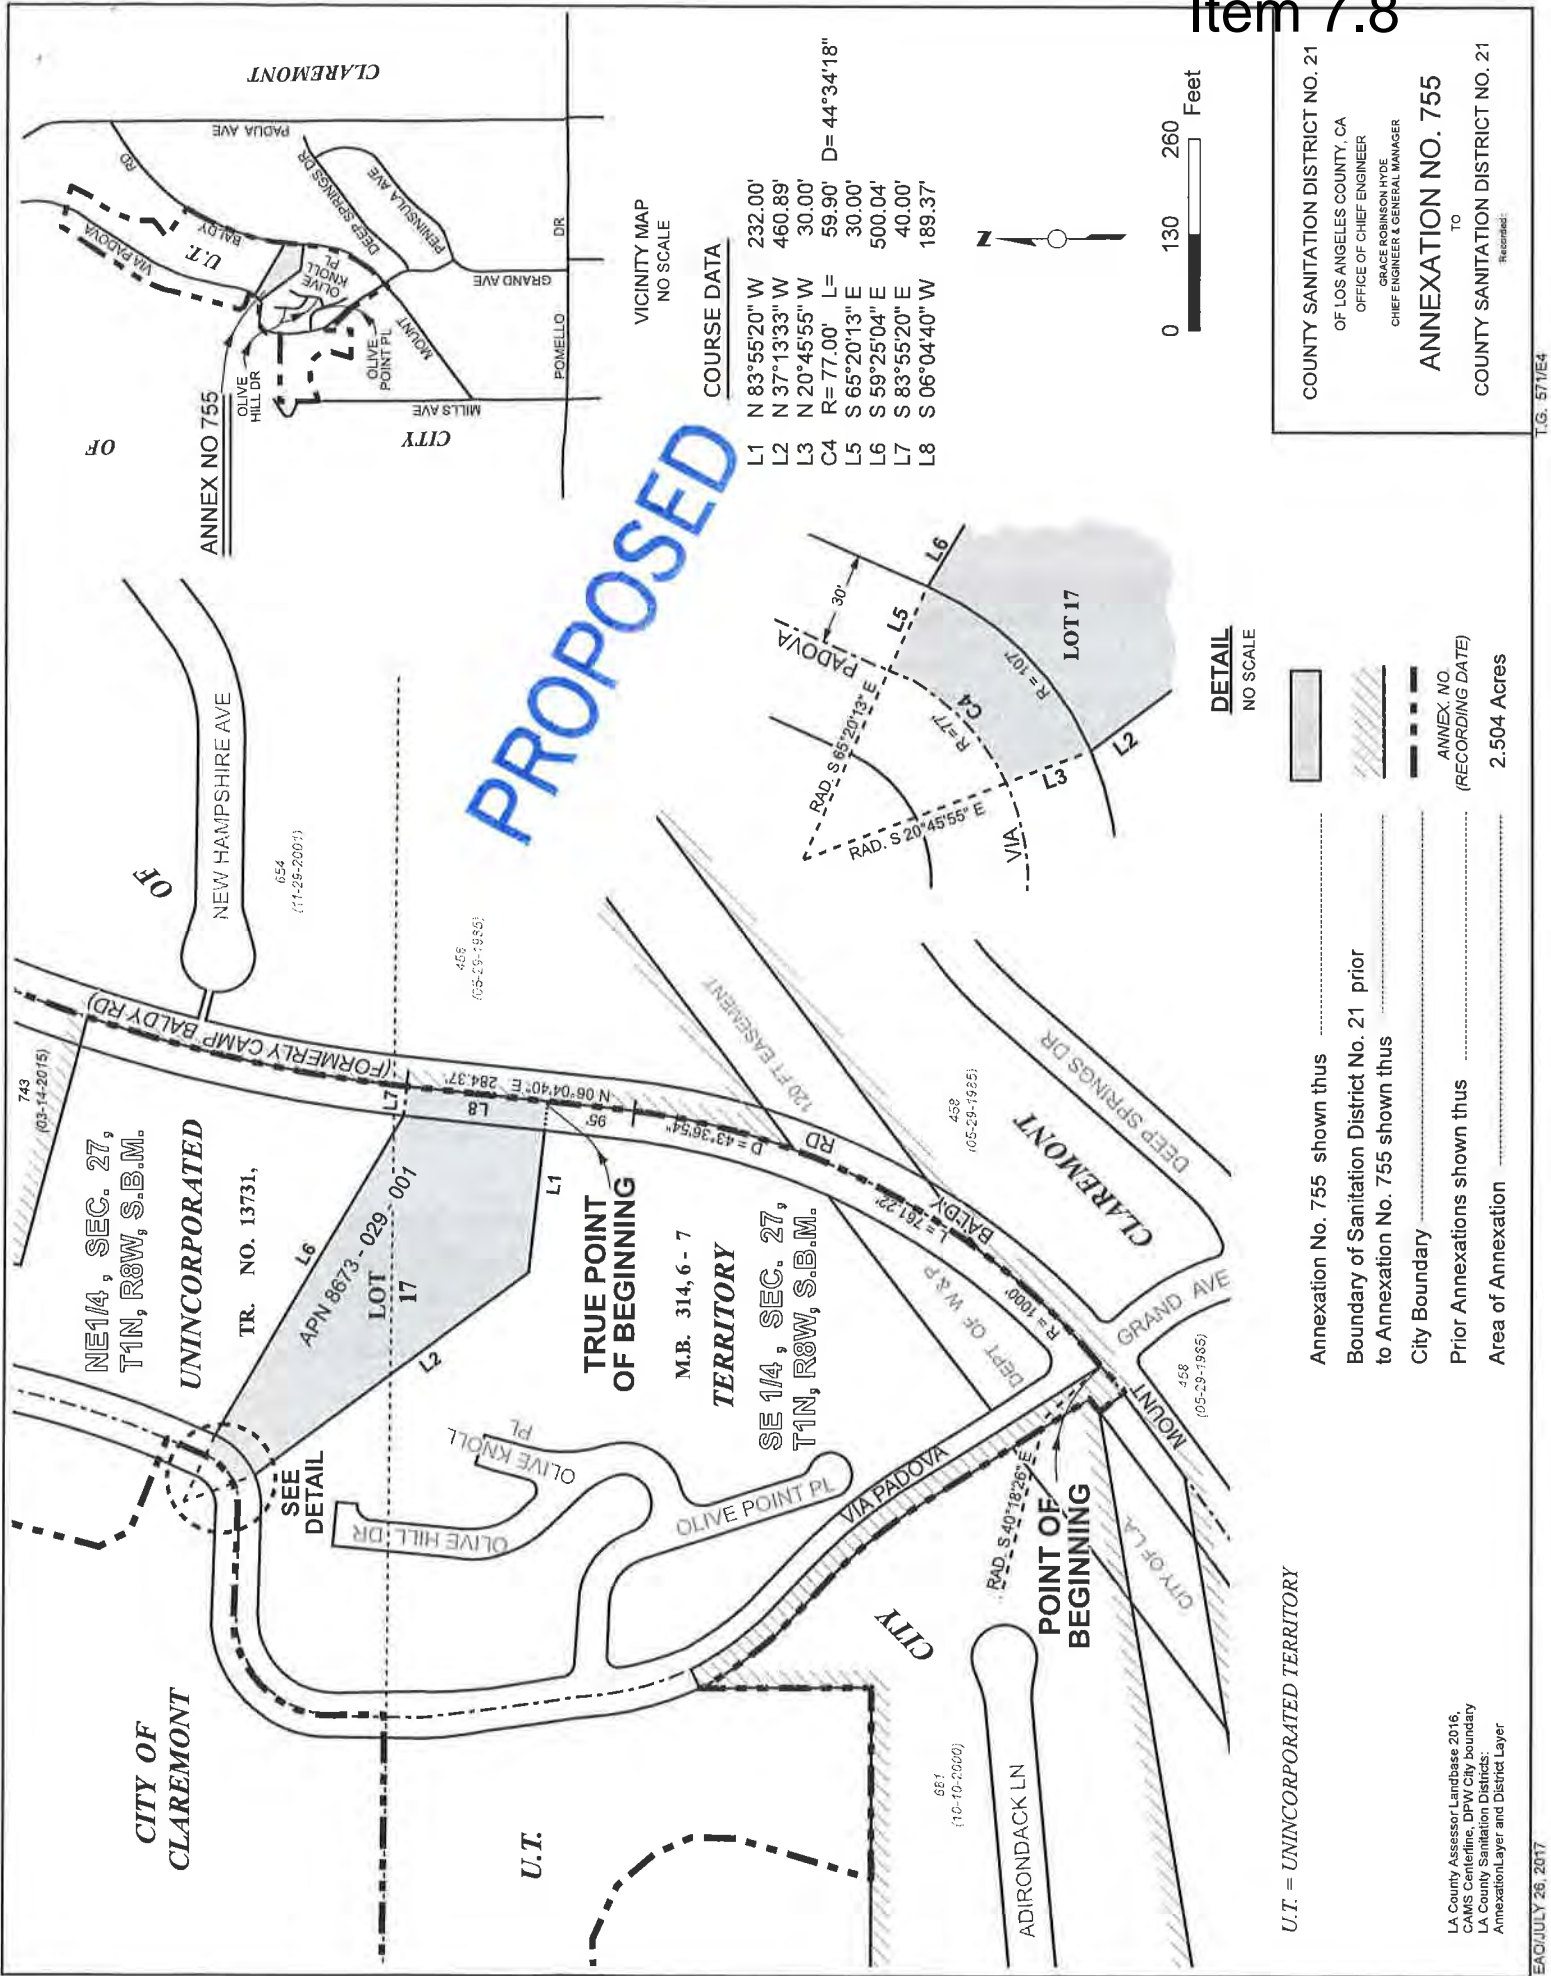 Item 7.8
CITY OF
CLAREMONT
U.T.
NE1/4 , SEC. 27,
T1N, R8W, S.B.M.
UNINCORPORATED
TR. NO. 13731,
743
(03-14-2015)
(FORMERLY CAMP BALDY RD)
OF
NEW HAMPSHIRE AVE
654
(11-29-2001)
SEE
DETAIL
L6
APN 8673 - 029 - 001
LOT
17
L7
L8
N 06°04'40" E 284.37'
95'
L1
L2
TRUE POINT
OF BEGINNING
M.B. 314, 6 - 7
TERRITORY
SE 1/4 , SEC. 27,
T1N, R8W, S.B.M.
OLIVE HILL DR
OLIVE KNOLL
PL
OLIVE POINT PL
VIA PADOVA
D = 43°36'54"
L= 761.22'
R= 1000'
RD
BALDY
MOUNT
120 FT EASEMENT
DEPT OF W & P
458
(05-29-1985)
458
(05-29-1985)
CLAREMONT
DEEP SPRINGS DR
GRAND AVE
458
(05-29-1985)
RAD. S 40°18'26" E
POINT OF
BEGINNING
CITY
CITY OF L.A.
681
(10-10-2000)
ADIRONDACK LN
PROPOSED
OF
CITY
CLAREMONT
ANNEX NO 755
OLIVE
HILL DR
OLIVE
POINT PL
OLIVE
KNOLL
PL
U.T.
VIA PADOVA
BALDY
RD
PADUA AVE
DEEP SPRINGS DR
PENINSULA AVE
MOUNT
MILLS AVE
GRAND AVE
POMELLO DR
VICINITY MAP
NO SCALE
COURSE DATA
L1 N 83°55'20" W 232.00'
L2 N 37°13'33" W 460.89'
L3 N 20°45'55" W 30.00'
C4 R= 77.00' L= 59.90' D= 44°34'18"
L5 S 65°20'13" E 30.00'
L6 S 59°25'04" E 500.04'
L7 S 83°55'20" E 40.00'
L8 S 06°04'40" W 189.37'
Z
0 130 260 Feet
RAD. S 65°20'13" E
RAD. S 20°45'55" E
PADOVA
VIA
30'
L5
L6
R=77'
C4
R = 107'
L3
L2
LOT 17
DETAIL
NO SCALE
U.T. = UNINCORPORATED TERRITORY
Annexation No. 755 shown thus
Boundary of Sanitation District No. 21 prior
to Annexation No. 755 shown thus
City Boundary
Prior Annexations shown thus ANNEX. NO.
(RECORDING DATE)
Area of Annexation 2.504 Acres
LA County Assessor Landbase 2016,
CAMS Centerline, DPW City boundary
LA County Sanitation Districts:
AnnexationLayer and District Layer
COUNTY SANITATION DISTRICT NO. 21
OF LOS ANGELES COUNTY, CA
OFFICE OF CHIEF ENGINEER
GRACE ROBINSON HYDE
CHIEF ENGINEER & GENERAL MANAGER
ANNEXATION NO. 755
TO
COUNTY SANITATION DISTRICT NO. 21
Recorded:
EAO/JULY 26, 2017
T.G. 571/E4